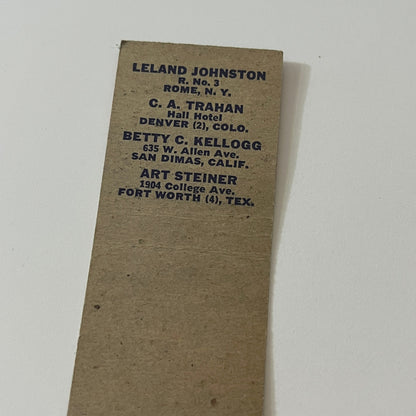 LELAND JOHNSTON
R. No. 3
ROME, N. Y.
C. A. TRAHAN
Hall Hotel
DENVER (2), COLO.
BETTY C. KELLOGG
635 W. Allen Ave.
SAN DIMAS, CALIF.
ART STEINER
1904 College Ave.
FORT WORTH (4), TEX.